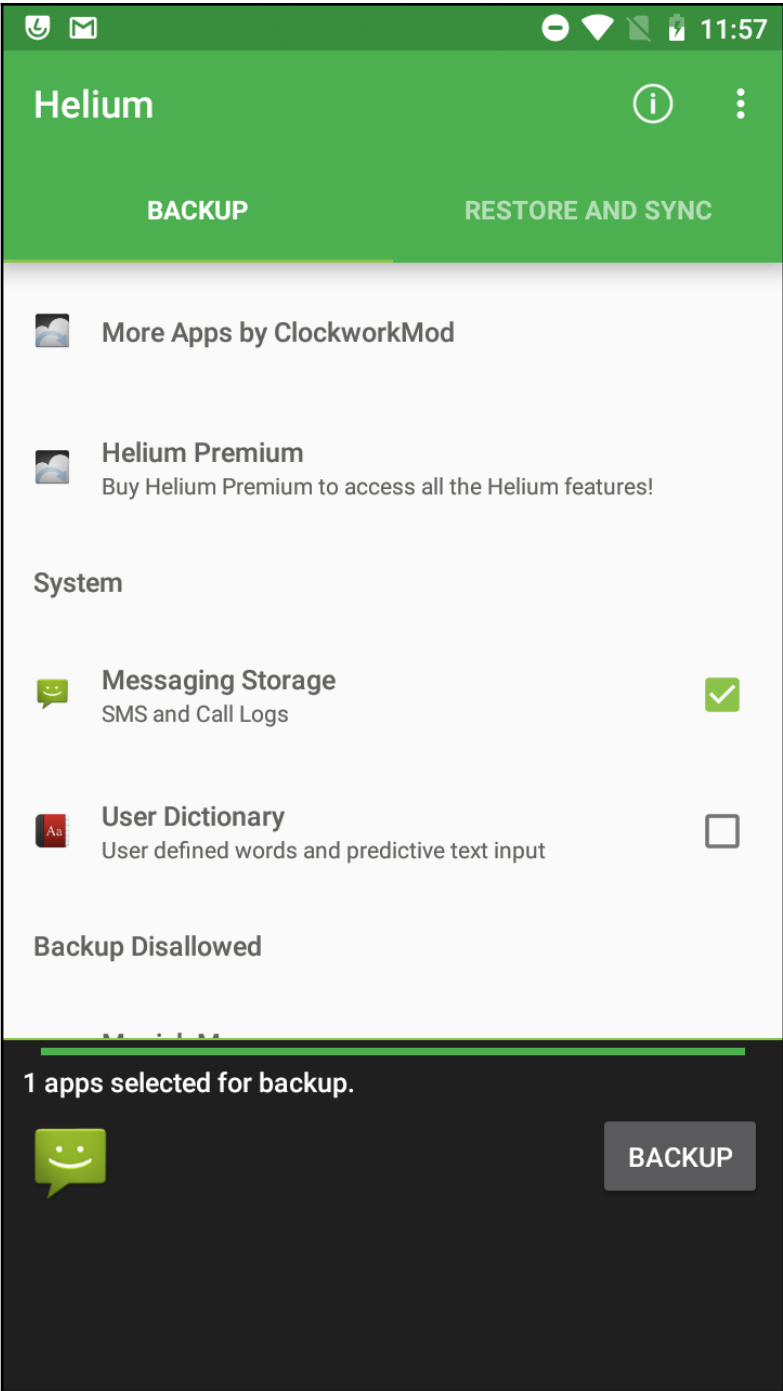 11:57
Helium
BACKUP
RESTORE AND SYNC
More Apps by ClockworkMod
Helium Premium
Buy Helium Premium to access all the Helium features!
System
Messaging Storage
SMS and Call Logs
Aa
User Dictionary
User defined words and predictive text input
Backup Disallowed
1 apps selected for backup.
BACKUP